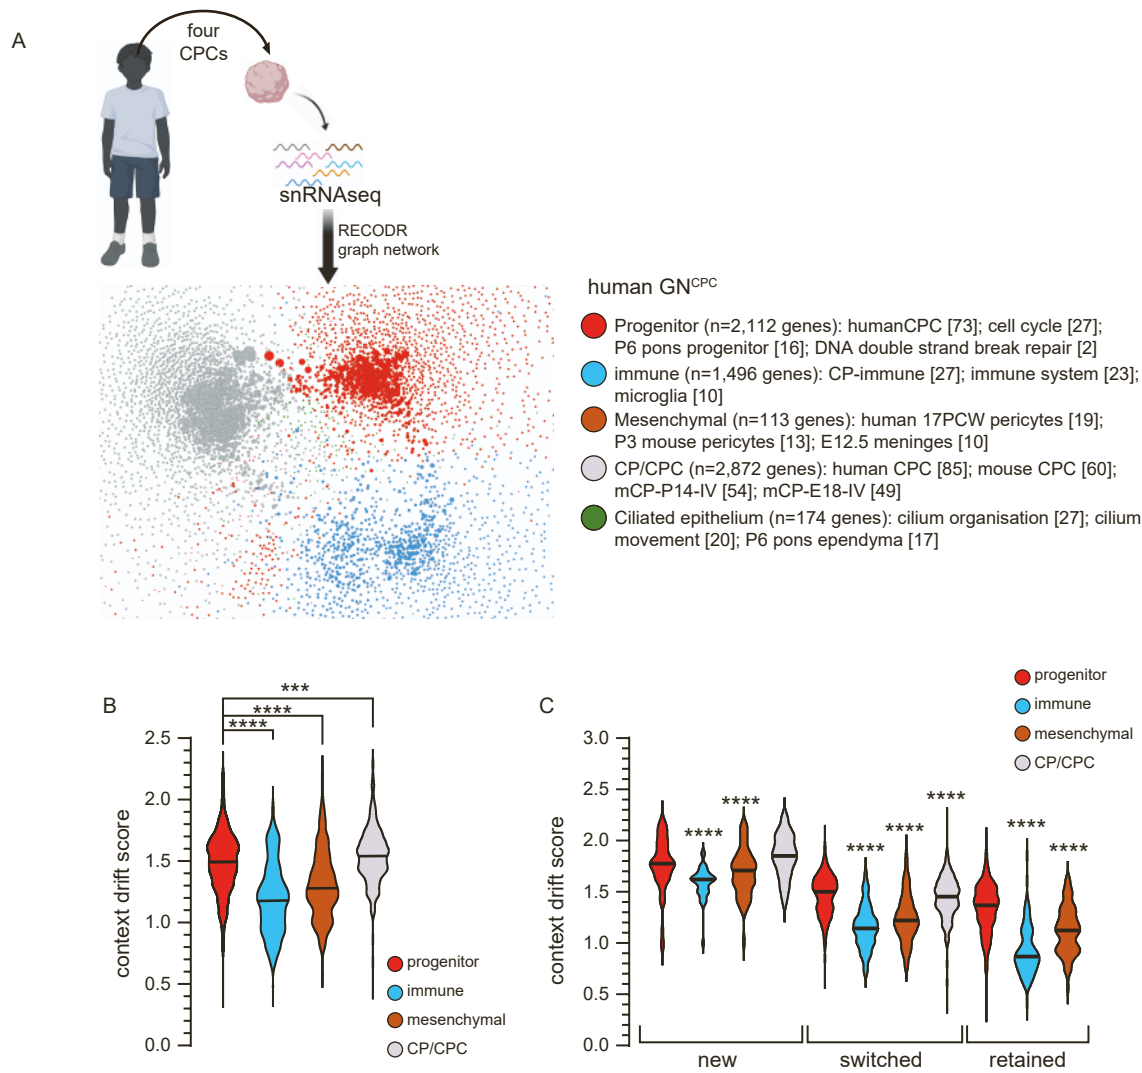 A
four
CPCs
snRNAseq
RECODR
graph network
human GNCPC
Progenitor (n=2,112 genes): humanCPC [73]; cell cycle [27];
P6 pons progenitor [16]; DNA double strand break repair [2]
immune (n=1,496 genes): CP-immune [27]; immune system [23];
microglia [10]
Mesenchymal (n=113 genes): human 17PCW pericytes [19];
P3 mouse pericytes [13]; E12.5 meninges [10]
CP/CPC (n=2,872 genes): human CPC [85]; mouse CPC [60];
mCP-P14-IV [54]; mCP-E18-IV [49]
Ciliated epithelium (n=174 genes): cilium organisation [27]; cilium
movement [20]; P6 pons ependyma [17]
B
***
****
****
2.5
2.0
1.5
1.0
0.5
0.0
context drift score
progenitor
immune
mesenchymal
CP/CPC
C
progenitor
immune
mesenchymal
CP/CPC
3.0
2.5
2.0
1.5
1.0
0.5
0.0
context drift score
****
****
****
****
****
****
****
new
switched
retained